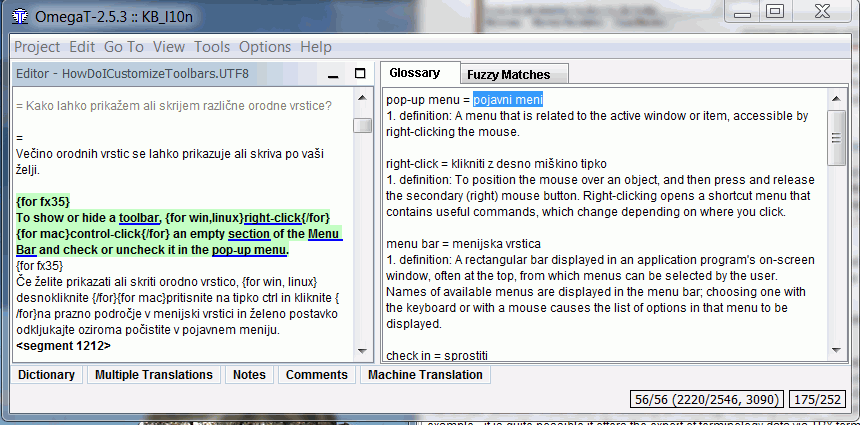 OmegaT-2.5.3 :: KB_l10n
Project Edit Go To View Tools Options Help
Editor - HowDoICustomizeToolbars.UTF8
= Kako lahko prikažem ali skrijem različne orodne vrstice?
=
Večino orodnih vrstic se lahko prikazuje ali skriva po vaši
želji.
{for fx35}
To show or hide a toolbar, {for win,linux}right-click{/for}
{for mac}control-click{/for} an empty section of the Menu
Bar and check or uncheck it in the pop-up menu.
{for fx35}
Če želite prikazati ali skriti orodno vrstico, {for win, linux}
desnokliknite {/for}{for mac}pritisnite na tipko ctrl in kliknite {
/for}na prazno področje v menijski vrstici in želeno postavko
odkljukajte oziroma počistite v pojavnem meniju.
<segment 1212>
Glossary
Fuzzy Matches
pop-up menu = pojavni meni
1. definition: A menu that is related to the active window or item, accessible by
right-clicking the mouse.
right-click = klikniti z desno miškino tipko
1. definition: To position the mouse over an object, and then press and release
the secondary (right) mouse button. Right-clicking opens a shortcut menu that
contains useful commands, which change depending on where you click.
menu bar = menijska vrstica
1. definition: A rectangular bar displayed in an application program's on-screen
window, often at the top, from which menus can be selected by the user.
Names of available menus are displayed in the menu bar; choosing one with
the keyboard or with a mouse causes the list of options in that menu to be
displayed.
check in = sprostiti
Dictionary Multiple Translations Notes Comments Machine Translation
56/56 (2220/2546, 3090) 175/252